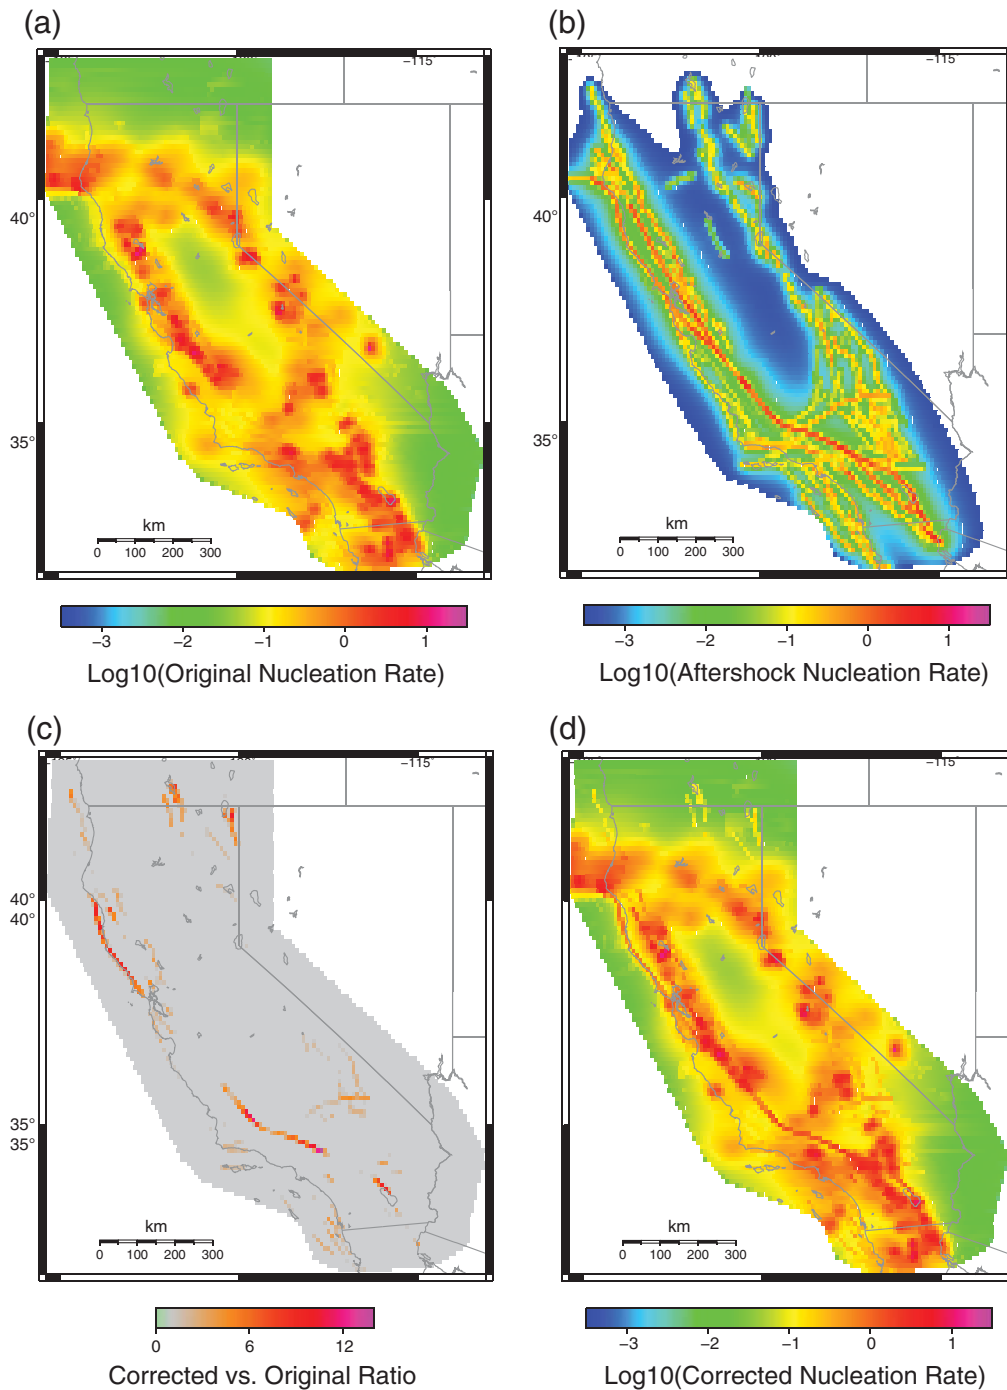 (a)
-115°
40°
35°
km
0 100 200 300
-3 -2 -1 0 1
Log10(Original Nucleation Rate)
(b)
-115°
40°
35°
km
0 100 200 300
-3 -2 -1 0 1
Log10(Aftershock Nucleation Rate)
(c)
-115°
40°
40°
35°
35°
km
0 100 200 300
0 6 12
Corrected vs. Original Ratio
(d)
-115°
km
0 100 200 300
-3 -2 -1 0 1
Log10(Corrected Nucleation Rate)